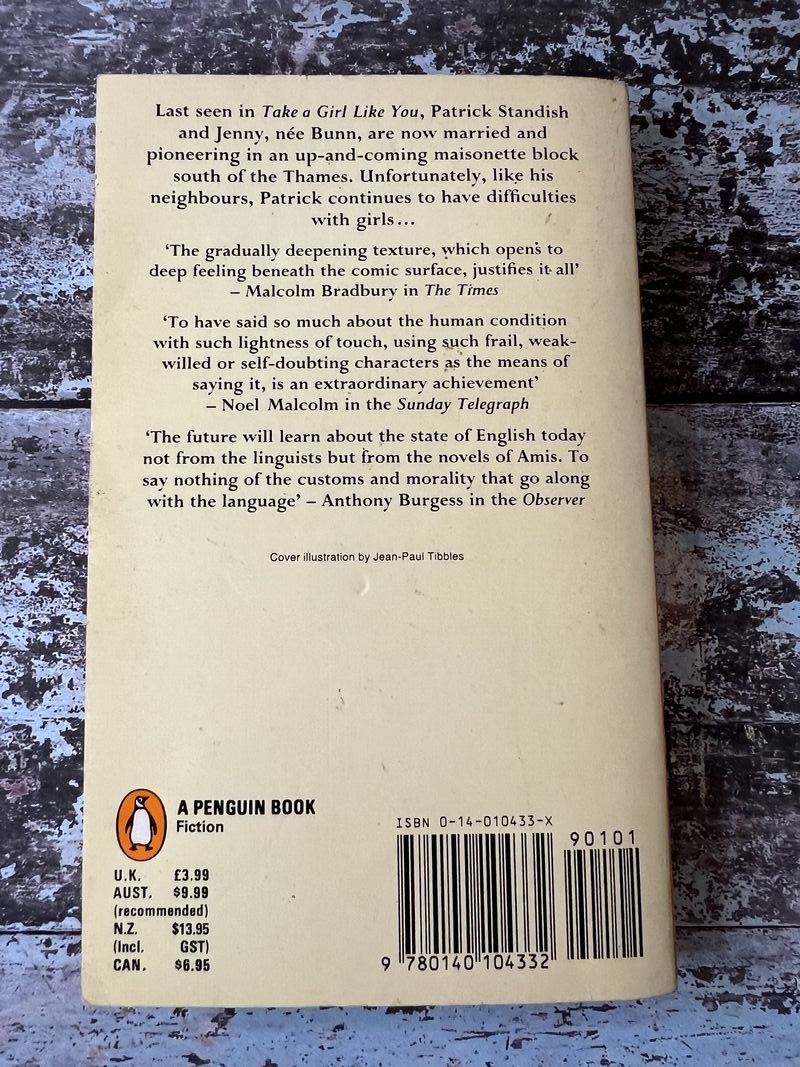 Last seen in Take a Girl Like You, Patrick Standish
and Jenny, née Bunn, are now married and
pioneering in an up-and-coming maisonette block
south of the Thames. Unfortunately, like his
neighbours, Patrick continues to have difficulties
with girls...
‘The gradually deepening texture, which opens to
deep feeling beneath the comic surface, justifies it all’
– Malcolm Bradbury in The Times
‘To have said so much about the human condition
with such lightness of touch, using such frail, weak-
willed or self-doubting characters as the means of
saying it, is an extraordinary achievement’
– Noel Malcolm in the Sunday Telegraph
‘The future will learn about the state of English today
not from the linguists but from the novels of Amis. To
say nothing of the customs and morality that go along
with the language’ – Anthony Burgess in the Observer
Cover illustration by Jean-Paul Tibbles
A PENGUIN BOOK
Fiction
U.K. £3.99
AUST. $9.99
(recommended)
N.Z. $13.95
(Incl. GST)
CAN. $6.95
ISBN 0-14-010433-X
90101
9 780140 104332